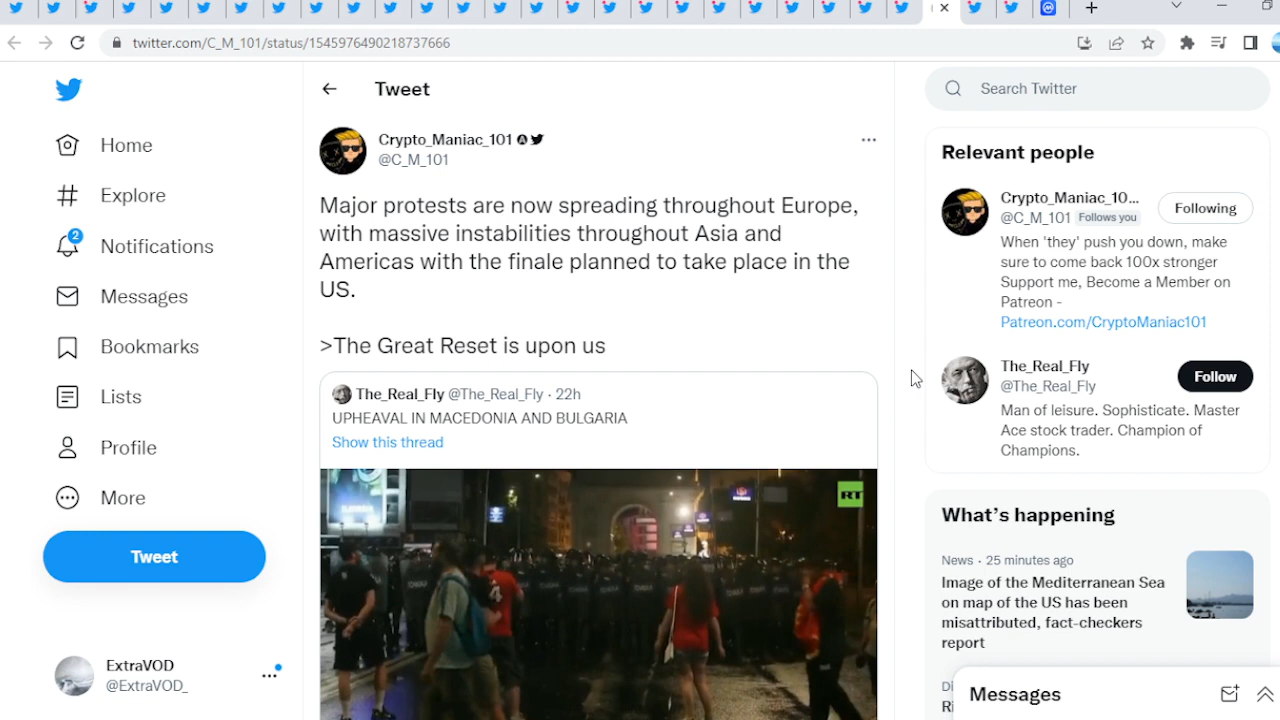 twitter.com/C_M_101/status/1545976490218737666
Home
Explore
2
Notifications
Messages
Bookmarks
Lists
Profile
More
Tweet
ExtraVOD
@ExtraVOD_
Tweet
Crypto_Maniac_101
@C_M_101
Major protests are now spreading throughout Europe,
with massive instabilities throughout Asia and
Americas with the finale planned to take place in the
US.
>The Great Reset is upon us
The_Real_Fly @The_Real_Fly · 22h
UPHEAVAL IN MACEDONIA AND BULGARIA
Show this thread
RT
4
Search Twitter
Relevant people
Crypto_Maniac_10...
@C_M_101 Follows you
Following
When 'they' push you down, make
sure to come back 100x stronger
Support me, Become a Member on
Patreon -
Patreon.com/CryptoManiac101
The_Real_Fly
@The_Real_Fly
Follow
Man of leisure. Sophisticate. Master
Ace stock trader. Champion of
Champions.
What's happening
News · 25 minutes ago
Image of the Mediterranean Sea
on map of the US has been
misattributed, fact-checkers
report
Messages